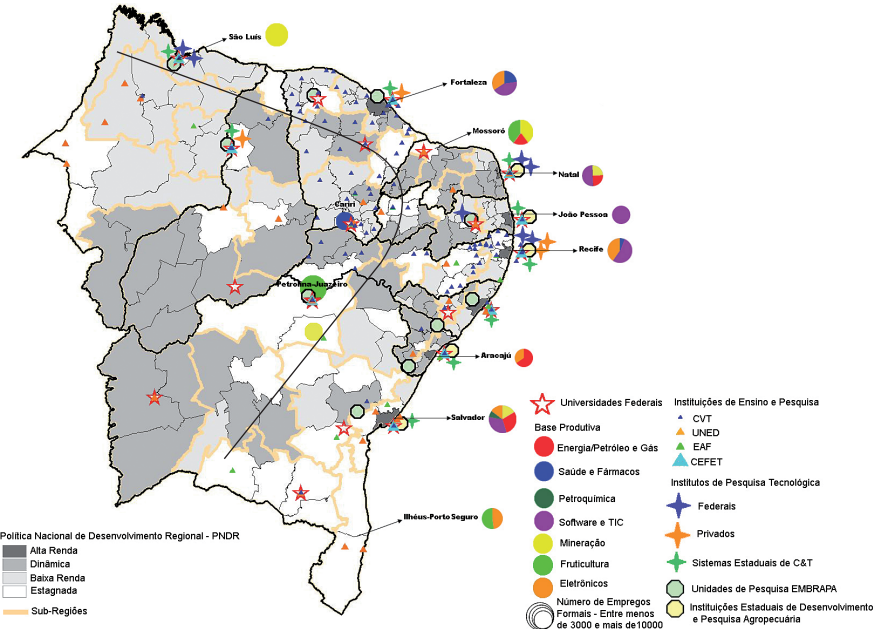 São Luís
Fortaleza
Mossoró
Natal
Cariri
João Pessoa
Recife
Petrolina-Juazeiro
Aracajú
Salvador
Ilhéus-Porto Seguro
Política Nacional de Desenvolvimento Regional - PNDR
Alta Renda
Dinâmica
Baixa Renda
Estagnada
Sub-Regiões
Universidades Federais
Base Produtiva
Energia/Petróleo e Gás
Saúde e Fármacos
Petroquímica
Software e TIC
Mineração
Fruticultura
Eletrônicos
Número de Empregos
Formais - Entre menos
de 3000 e mais de10000
Instituições de Ensino e Pesquisa
CVT
UNED
EAF
CEFET
Institutos de Pesquisa Tecnológica
Federais
Privados
Sistemas Estaduais de C&T
Unidades de Pesquisa EMBRAPA
Instituições Estaduais de Desenvolvimento
e Pesquisa Agropecuária